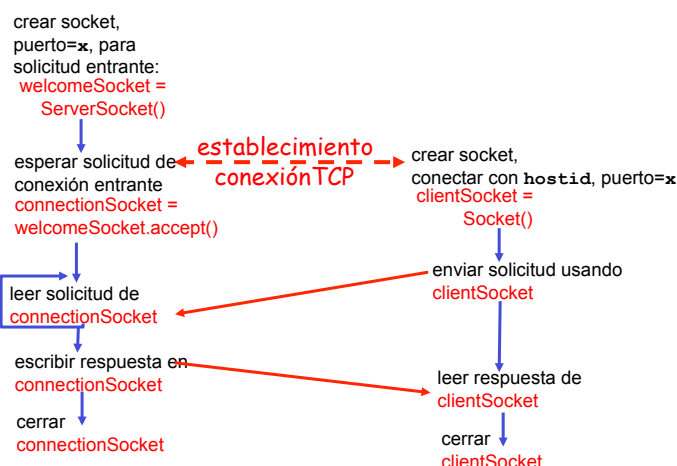 crear socket,
puerto=x, para
solicitud entrante:
welcomeSocket =
ServerSocket()
esperar solicitud de
conexión entrante
connectionSocket =
welcomeSocket.accept()
establecimiento
conexiónTCP
crear socket,
conectar con hostid, puerto=x
clientSocket =
Socket()
enviar solicitud usando
clientSocket
leer solicitud de
connectionSocket
escribir respuesta en
connectionSocket
leer respuesta de
clientSocket
cerrar
connectionSocket
cerrar
clientSocket